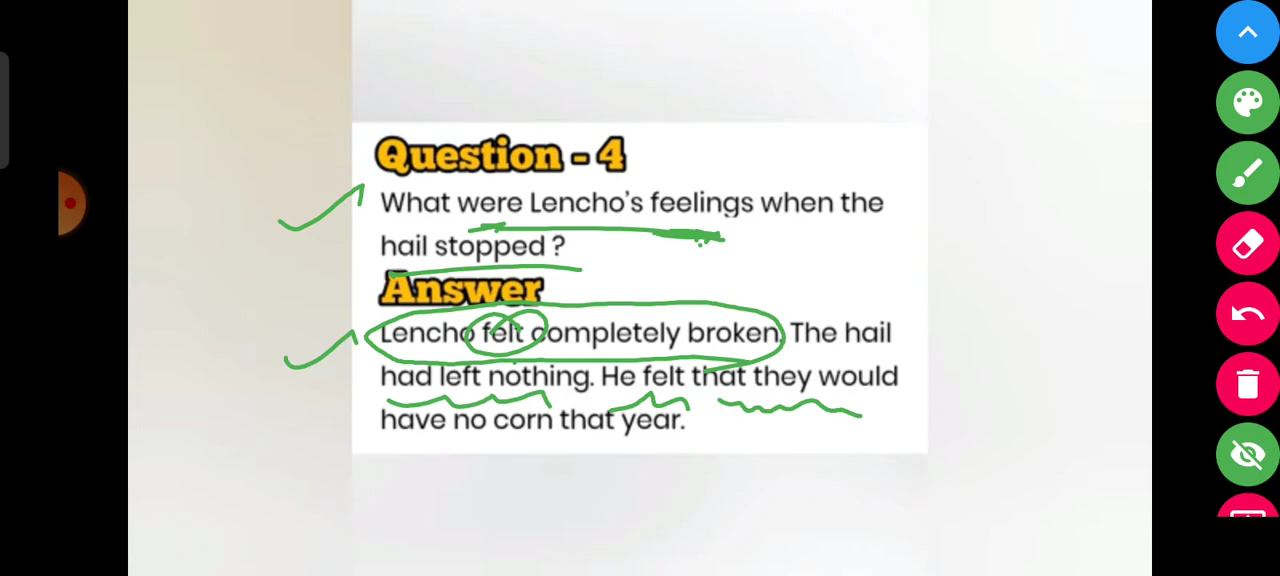 Question - 4
What were Lencho's feelings when the
hail stopped ?
Answer
Lencho felt completely broken. The hail
had left nothing. He felt that they would
have no corn that year.